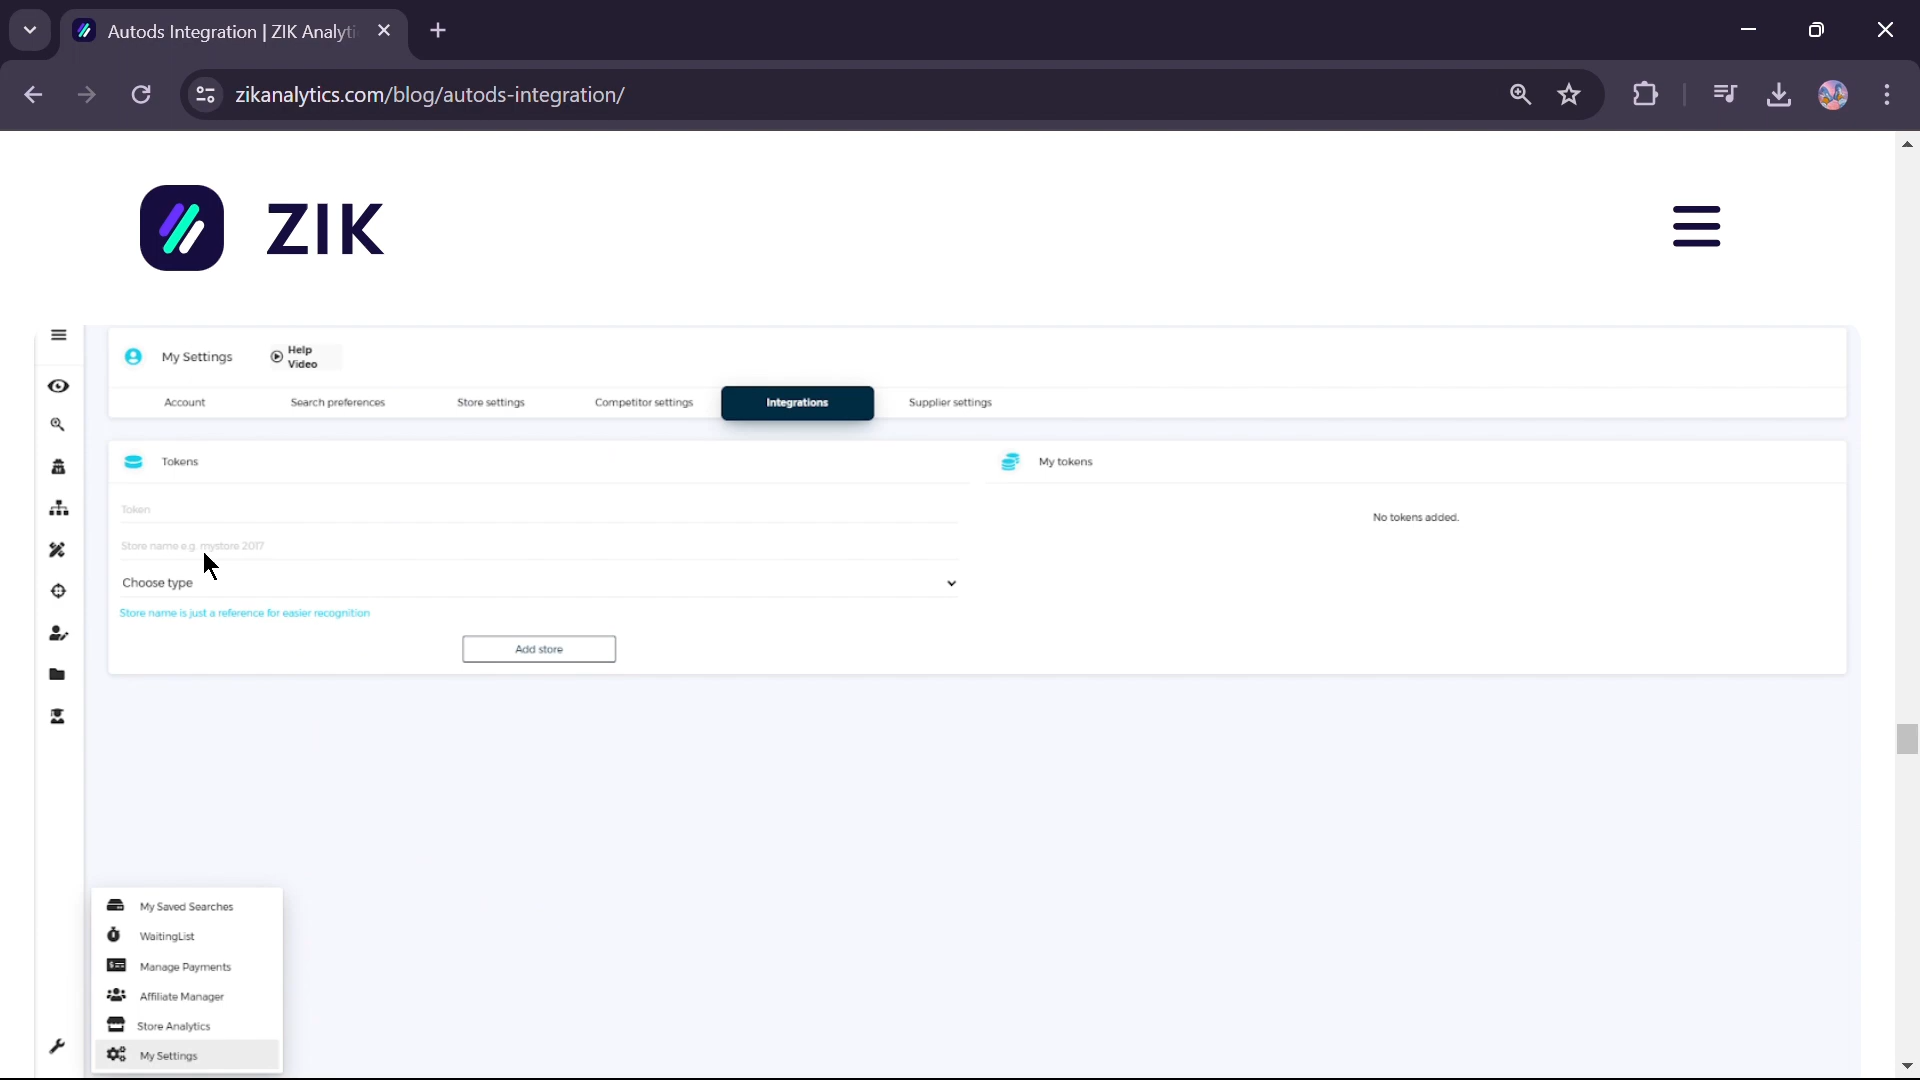 Autods Integration | ZIK Analyti
zikanalytics.com/blog/autods-integration/
ZIK
My Settings
Help
Video
Account
Search preferences
Store settings
Competitor settings
Integrations
Supplier settings
Tokens
My tokens
Token
No tokens added.
Store name e.g. mystore 2017
Choose type
Store name is just a reference for easier recognition
Add store
My Saved Searches
WaitingList
Manage Payments
Affiliate Manager
Store Analytics
My Settings